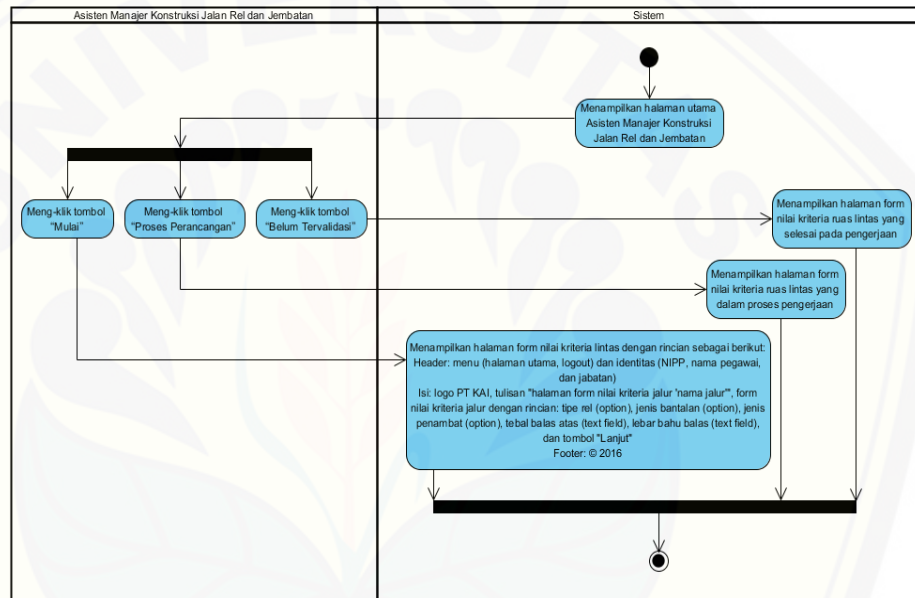 Asisten Manajer Konstruksi Jalan Rel dan Jembatan
Sistem
Menampilkan halaman utama
Asisten Manajer Konstruksi
Jalan Rel dan Jembatan
Meng-klik tombol
"Mulai"
Meng-klik tombol
"Proses Perancangan"
Meng-klik tombol
"Belum Tervalidasi"
Menampilkan halaman form
nilai kriteria ruas lintas yang
selesai pada pengerjaan
Menampilkan halaman form
nilai kriteria ruas lintas yang
dalam proses pengerjaan
Menampilkan halaman form nilai kriteria lintas dengan rincian sebagai berikut:
Header: menu (halaman utama, logout) dan identitas (NIPP, nama pegawai,
dan jabatan)
Isi: logo PT KAI, tulisan "halaman form nilai kriteria jalur 'nama jalur'", form
nilai kriteria jalur dengan rincian: tipe rel (option), jenis bantalan (option), jenis
penambat (option), tebal balas atas (text field), lebar bahu balas (text field),
dan tombol "Lanjut"
Footer: © 2016
UNIVERSITAS